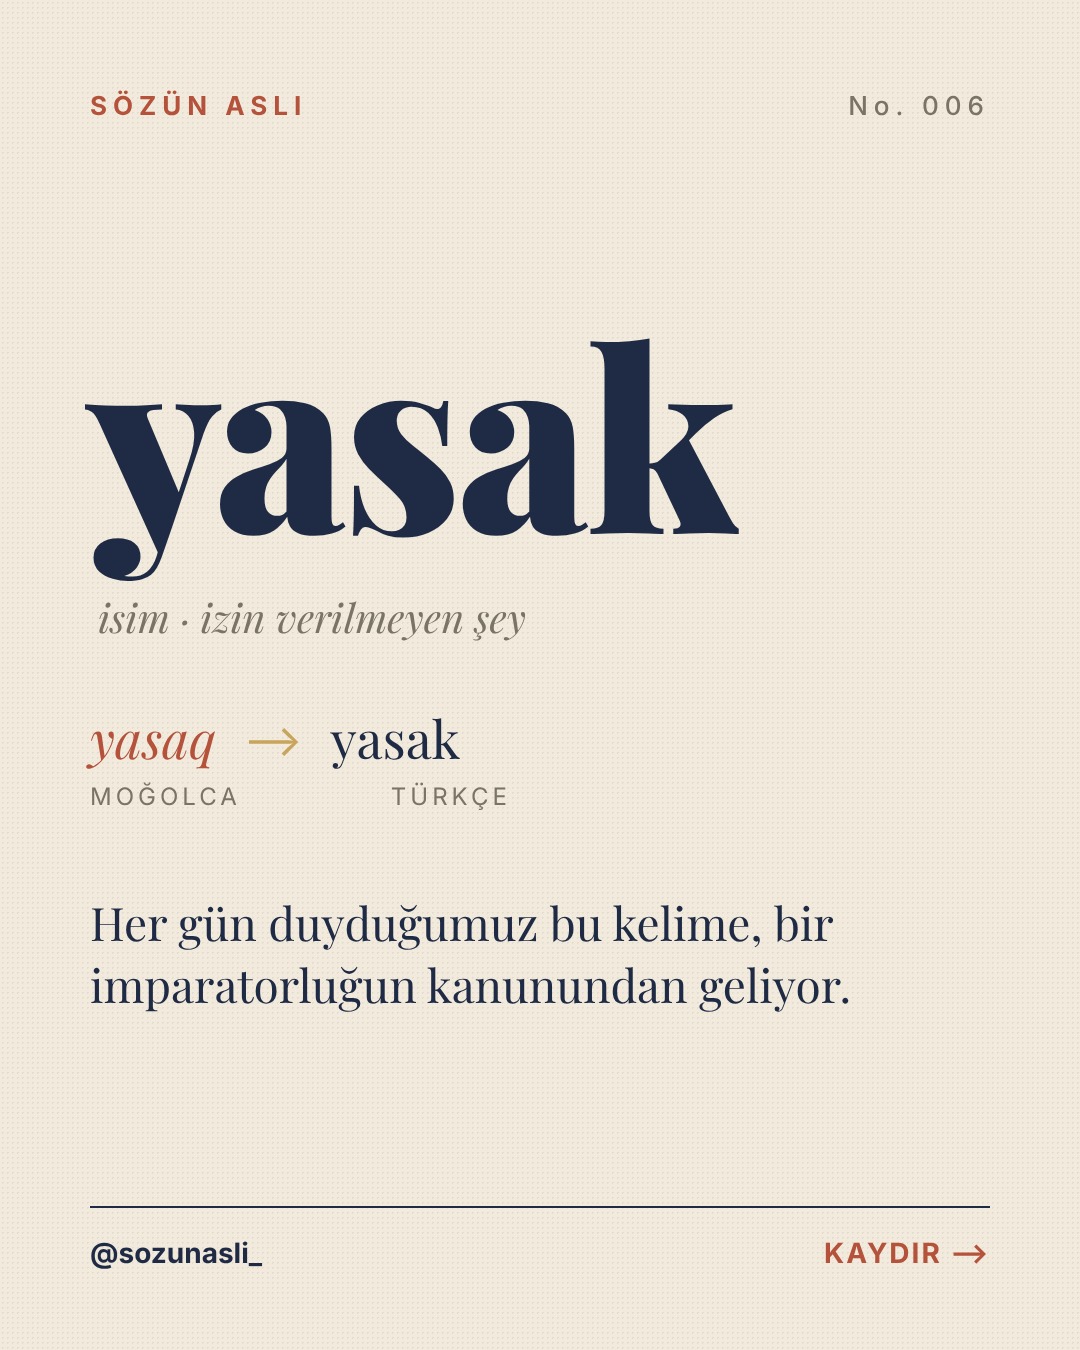 SÖZÜN ASLI
No. 006
yasak
isim · izin verilmeyen şey
yasaq → yasak
MOĞOLCA TÜRKÇE
Her gün duyduğumuz bu kelime, bir
imparatorluğun kanunundan geliyor.
@sozunasli_
KAYDIR →